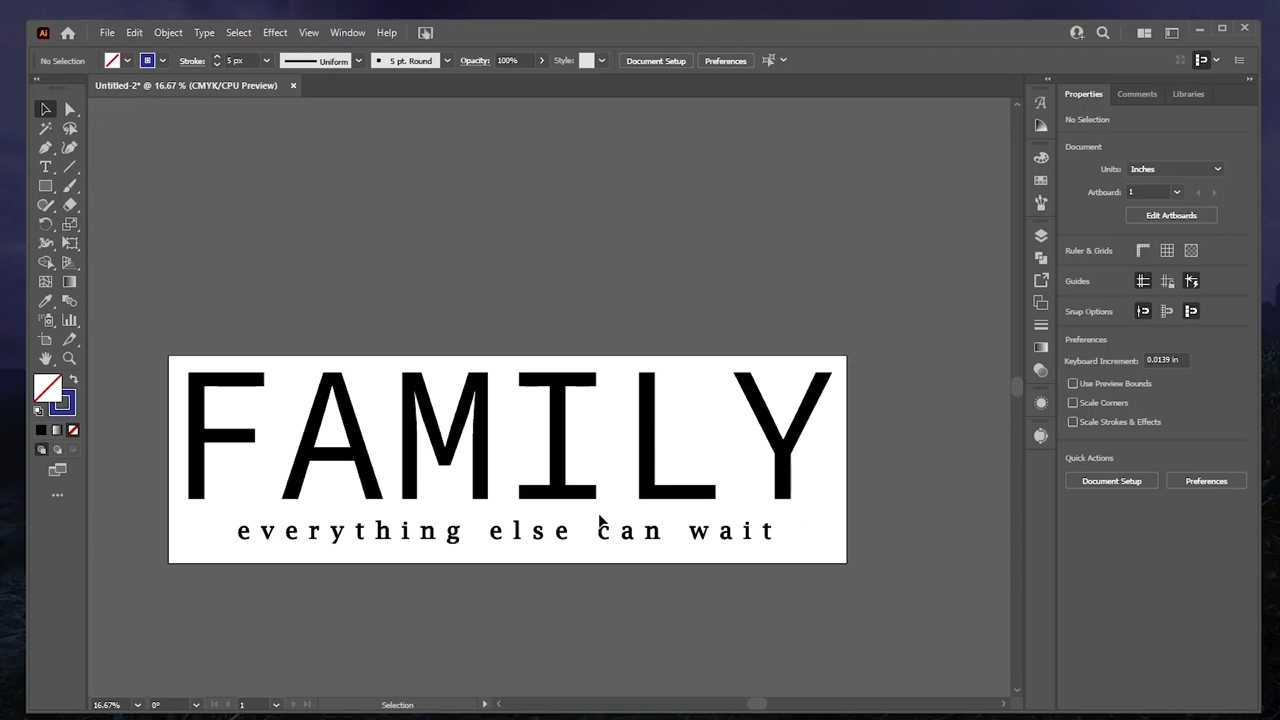 Ai File Edit Object Type Select Effect View Window Help
No Selection Stroke: 5 px Uniform 5 pt. Round Opacity: 100% Style: Document Setup Preferences
Untitled-2* @ 16.67 % (CMYK/CPU Preview)
Properties Comments Libraries
No Selection
Document
Units: Inches
Artboard: 1
Edit Artboards
Ruler & Grids
Guides
Snap Options
Preferences
Keyboard Increment: 0.0139 in
Use Preview Bounds
Scale Corners
Scale Strokes & Effects
Quick Actions
Document Setup Preferences
FAMILY
everything else can wait
16.67% 0° 1 Selection